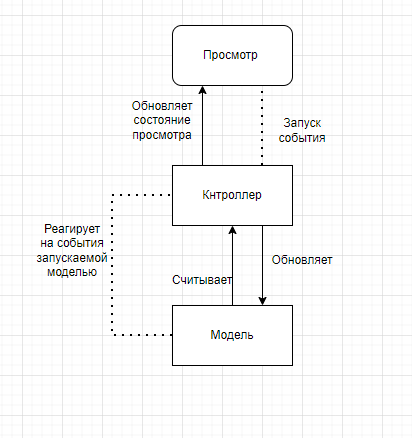 Просмотр
Обновляет
состояние
просмотра
Запуск
события
Кнтроллер
Реагирует
на события
запускаемой
моделью
Считывает
Обновляет
Модель